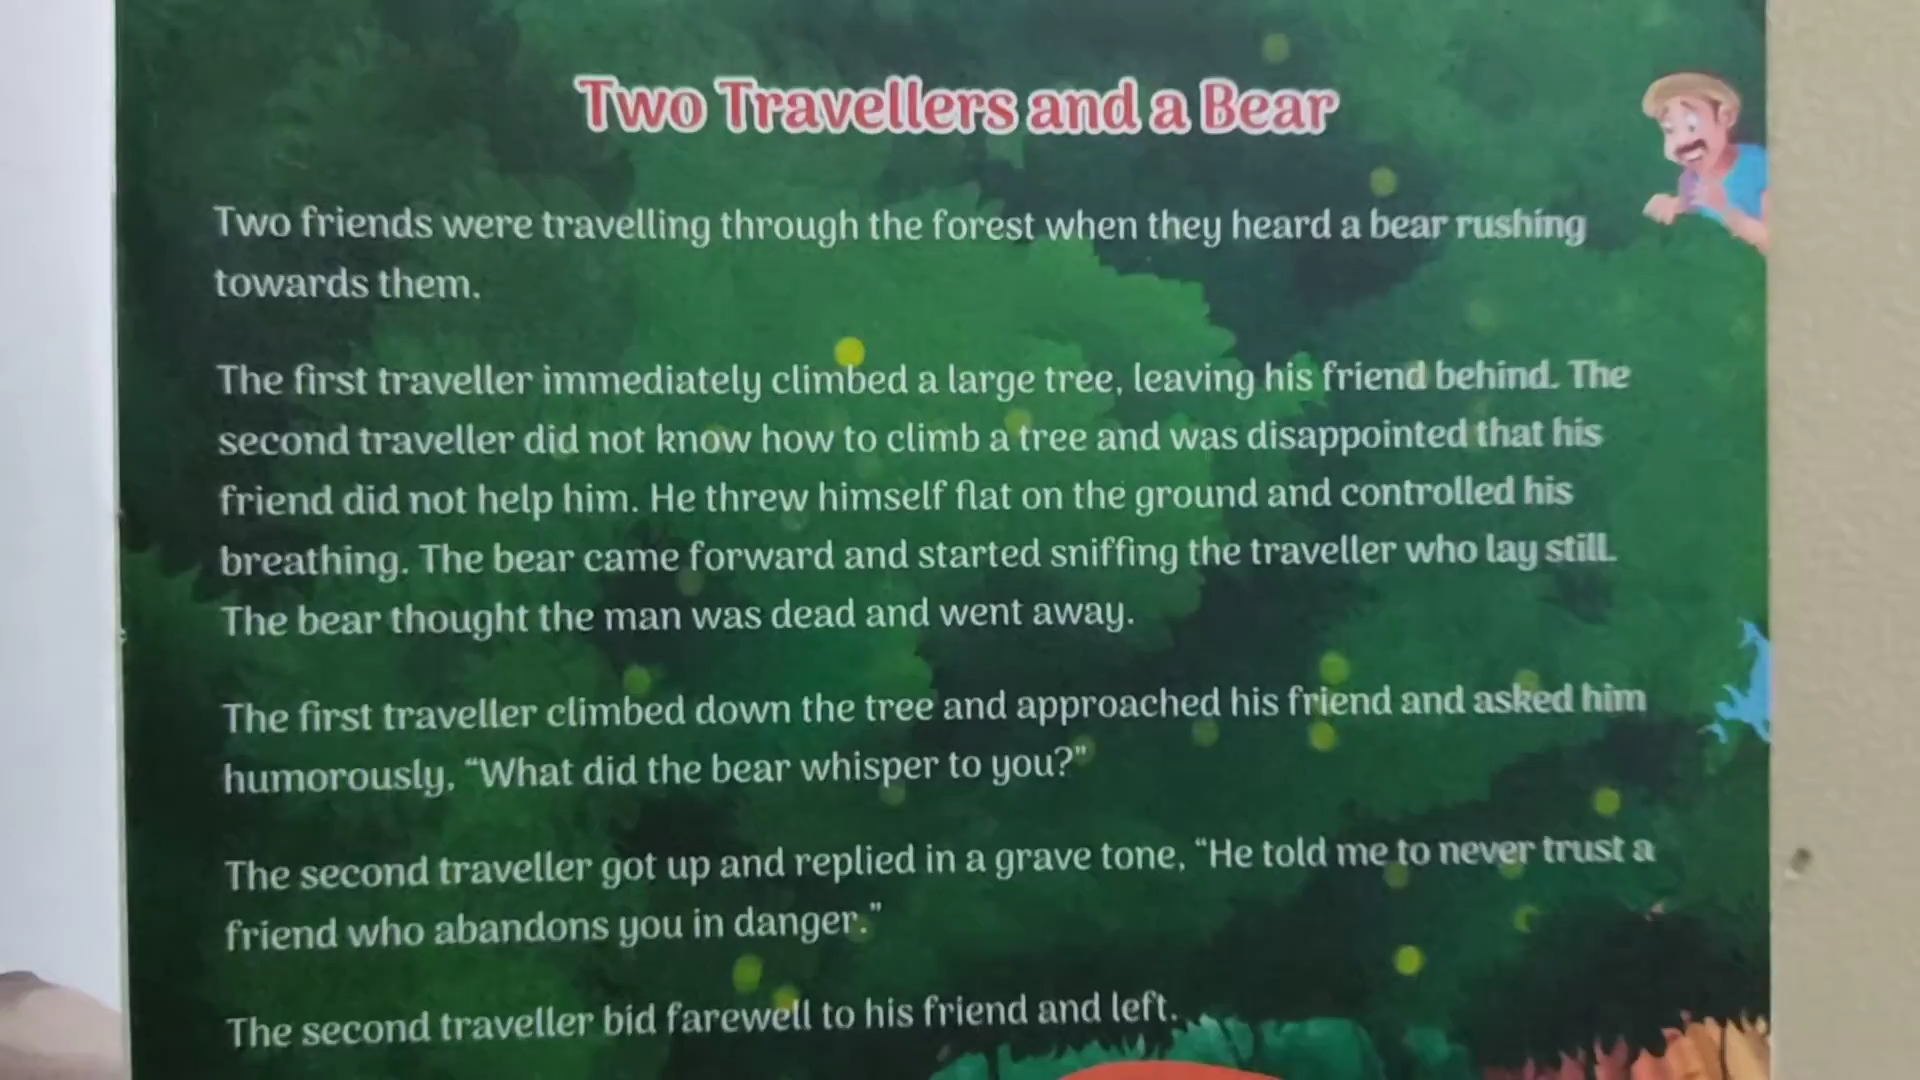 Two Travellers and a Bear
Two friends were travelling through the forest when they heard a bear rushing
towards them.
The first traveller immediately climbed a large tree, leaving his friend behind. The
second traveller did not know how to climb a tree and was disappointed that his
friend did not help him. He threw himself flat on the ground and controlled his
breathing. The bear came forward and started sniffing the traveller who lay still.
The bear thought the man was dead and went away.
The first traveller climbed down the tree and approached his friend and asked him
humorously, “What did the bear whisper to you?”
The second traveller got up and replied in a grave tone, “He told me to never trust a
friend who abandons you in danger.”
The second traveller bid farewell to his friend and left.